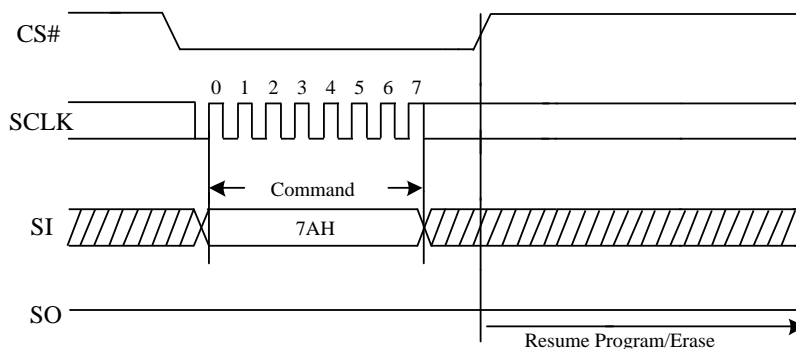 CS#
0 1 2 3 4 5 6 7
SCLK
Command
SI
7AH
SO
Resume Program/Erase